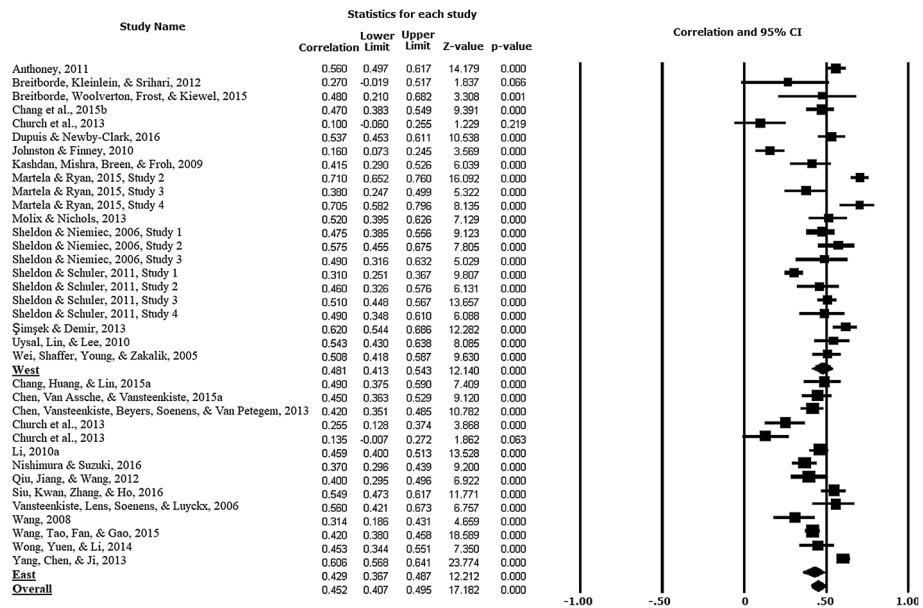 Statistics for each study
Study Name
Correlation and 95% CI
Correlation Lower Limit Upper Limit Z-value p-value
Anthoney, 2011 0.560 0.497 0.617 14.179 0.000
Breitborde, Kleinlein, & Srihari, 2012 0.270 -0.019 0.517 1.837 0.066
Breitborde, Woolverton, Frost, & Kiewel, 2015 0.480 0.210 0.682 3.308 0.001
Chang et al., 2015b 0.470 0.383 0.549 9.391 0.000
Church et al., 2013 0.100 -0.060 0.255 1.229 0.219
Dupuis & Newby-Clark, 2016 0.537 0.453 0.611 10.538 0.000
Johnston & Finney, 2010 0.160 0.073 0.245 3.569 0.000
Kashdan, Mishra, Breen, & Froh, 2009 0.415 0.290 0.526 6.039 0.000
Martela & Ryan, 2015, Study 2 0.710 0.652 0.760 16.092 0.000
Martela & Ryan, 2015, Study 3 0.380 0.247 0.499 5.322 0.000
Martela & Ryan, 2015, Study 4 0.705 0.582 0.796 8.135 0.000
Molix & Nichols, 2013 0.520 0.395 0.626 7.129 0.000
Sheldon & Niemiec, 2006, Study 1 0.475 0.385 0.556 9.123 0.000
Sheldon & Niemiec, 2006, Study 2 0.575 0.455 0.675 7.805 0.000
Sheldon & Niemiec, 2006, Study 3 0.490 0.316 0.632 5.029 0.000
Sheldon & Schuler, 2011, Study 1 0.310 0.251 0.367 9.807 0.000
Sheldon & Schuler, 2011, Study 2 0.460 0.326 0.576 6.131 0.000
Sheldon & Schuler, 2011, Study 3 0.510 0.448 0.567 13.657 0.000
Sheldon & Schuler, 2011, Study 4 0.490 0.348 0.610 6.088 0.000
Şimşek & Demir, 2013 0.620 0.544 0.686 12.282 0.000
Uysal, Lin, & Lee, 2010 0.543 0.430 0.638 8.085 0.000
Wei, Shaffer, Young, & Zakalik, 2005 0.508 0.418 0.587 9.630 0.000
West 0.481 0.413 0.543 12.140 0.000
Chang, Huang, & Lin, 2015a 0.490 0.375 0.590 7.409 0.000
Chen, Van Assche, & Vansteenkiste, 2015a 0.450 0.363 0.529 9.120 0.000
Chen, Vansteenkiste, Beyers, Soenens, & Van Petegem, 2013 0.420 0.351 0.485 10.782 0.000
Church et al., 2013 0.255 0.128 0.374 3.868 0.000
Church et al., 2013 0.135 -0.007 0.272 1.862 0.063
Li, 2010a 0.459 0.400 0.513 13.528 0.000
Nishimura & Suzuki, 2016 0.370 0.296 0.439 9.200 0.000
Qiu, Jiang, & Wang, 2012 0.400 0.295 0.496 6.922 0.000
Siu, Kwan, Zhang, & Ho, 2016 0.549 0.473 0.617 11.771 0.000
Vansteenkiste, Lens, Soenens, & Luyckx, 2006 0.560 0.421 0.673 6.757 0.000
Wang, 2008 0.314 0.186 0.431 4.659 0.000
Wang, Tao, Fan, & Gao, 2015 0.420 0.380 0.458 18.589 0.000
Wong, Yuen, & Li, 2014 0.453 0.344 0.551 7.350 0.000
Yang, Chen, & Ji, 2013 0.606 0.568 0.641 23.774 0.000
East 0.429 0.367 0.487 12.212 0.000
Overall 0.452 0.407 0.495 17.182 0.000
-1.00 -.50 0 .50 1.00